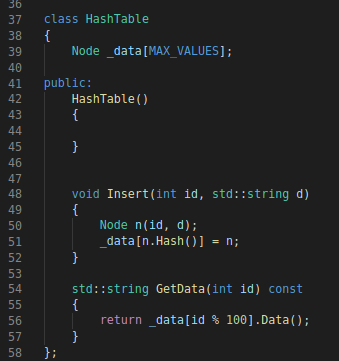 36
37 class HashTable
38 {
39     Node _data[MAX_VALUES];
40
41 public:
42     HashTable()
43     {
44
45     }
46
47
48     void Insert(int id, std::string d)
49     {
50         Node n(id, d);
51         _data[n.Hash()] = n;
52     }
53
54     std::string GetData(int id) const
55     {
56         return _data[id % 100].Data();
57     }
58 };